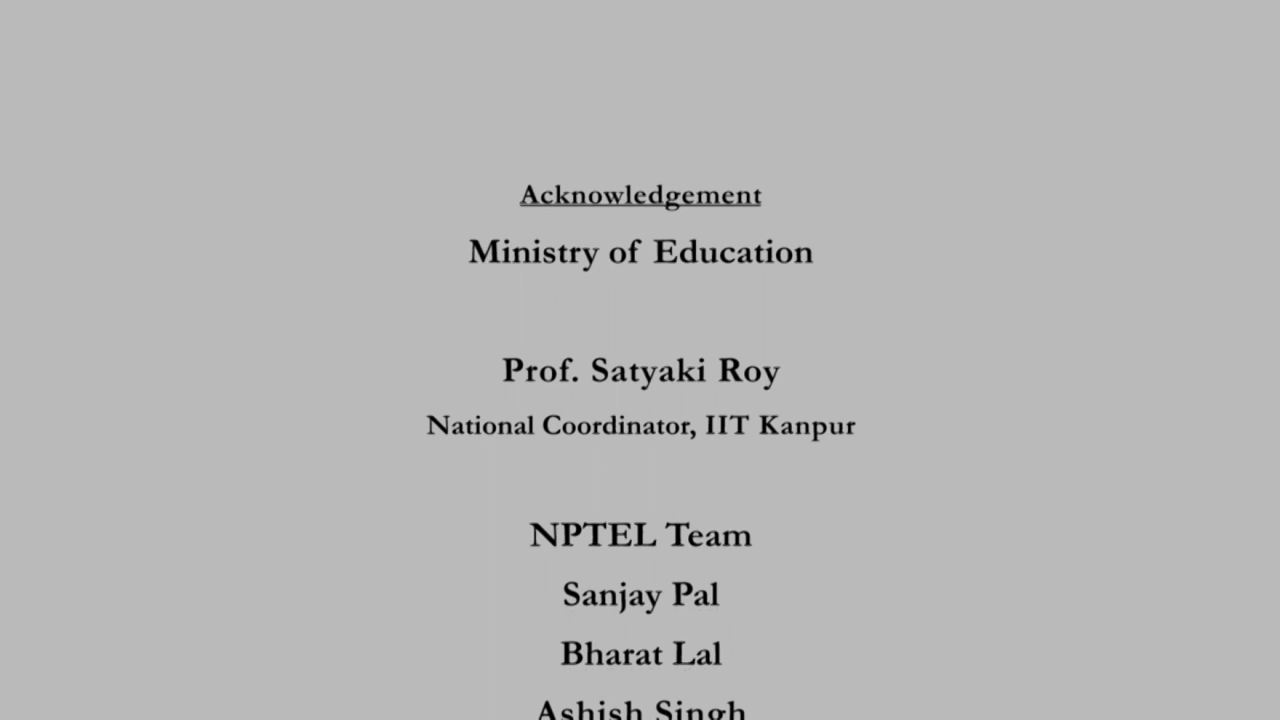 Acknowledgement
Ministry of Education
Prof. Satyaki Roy
National Coordinator, IIT Kanpur
NPTEL Team
Sanjay Pal
Bharat Lal
Ashish Singh